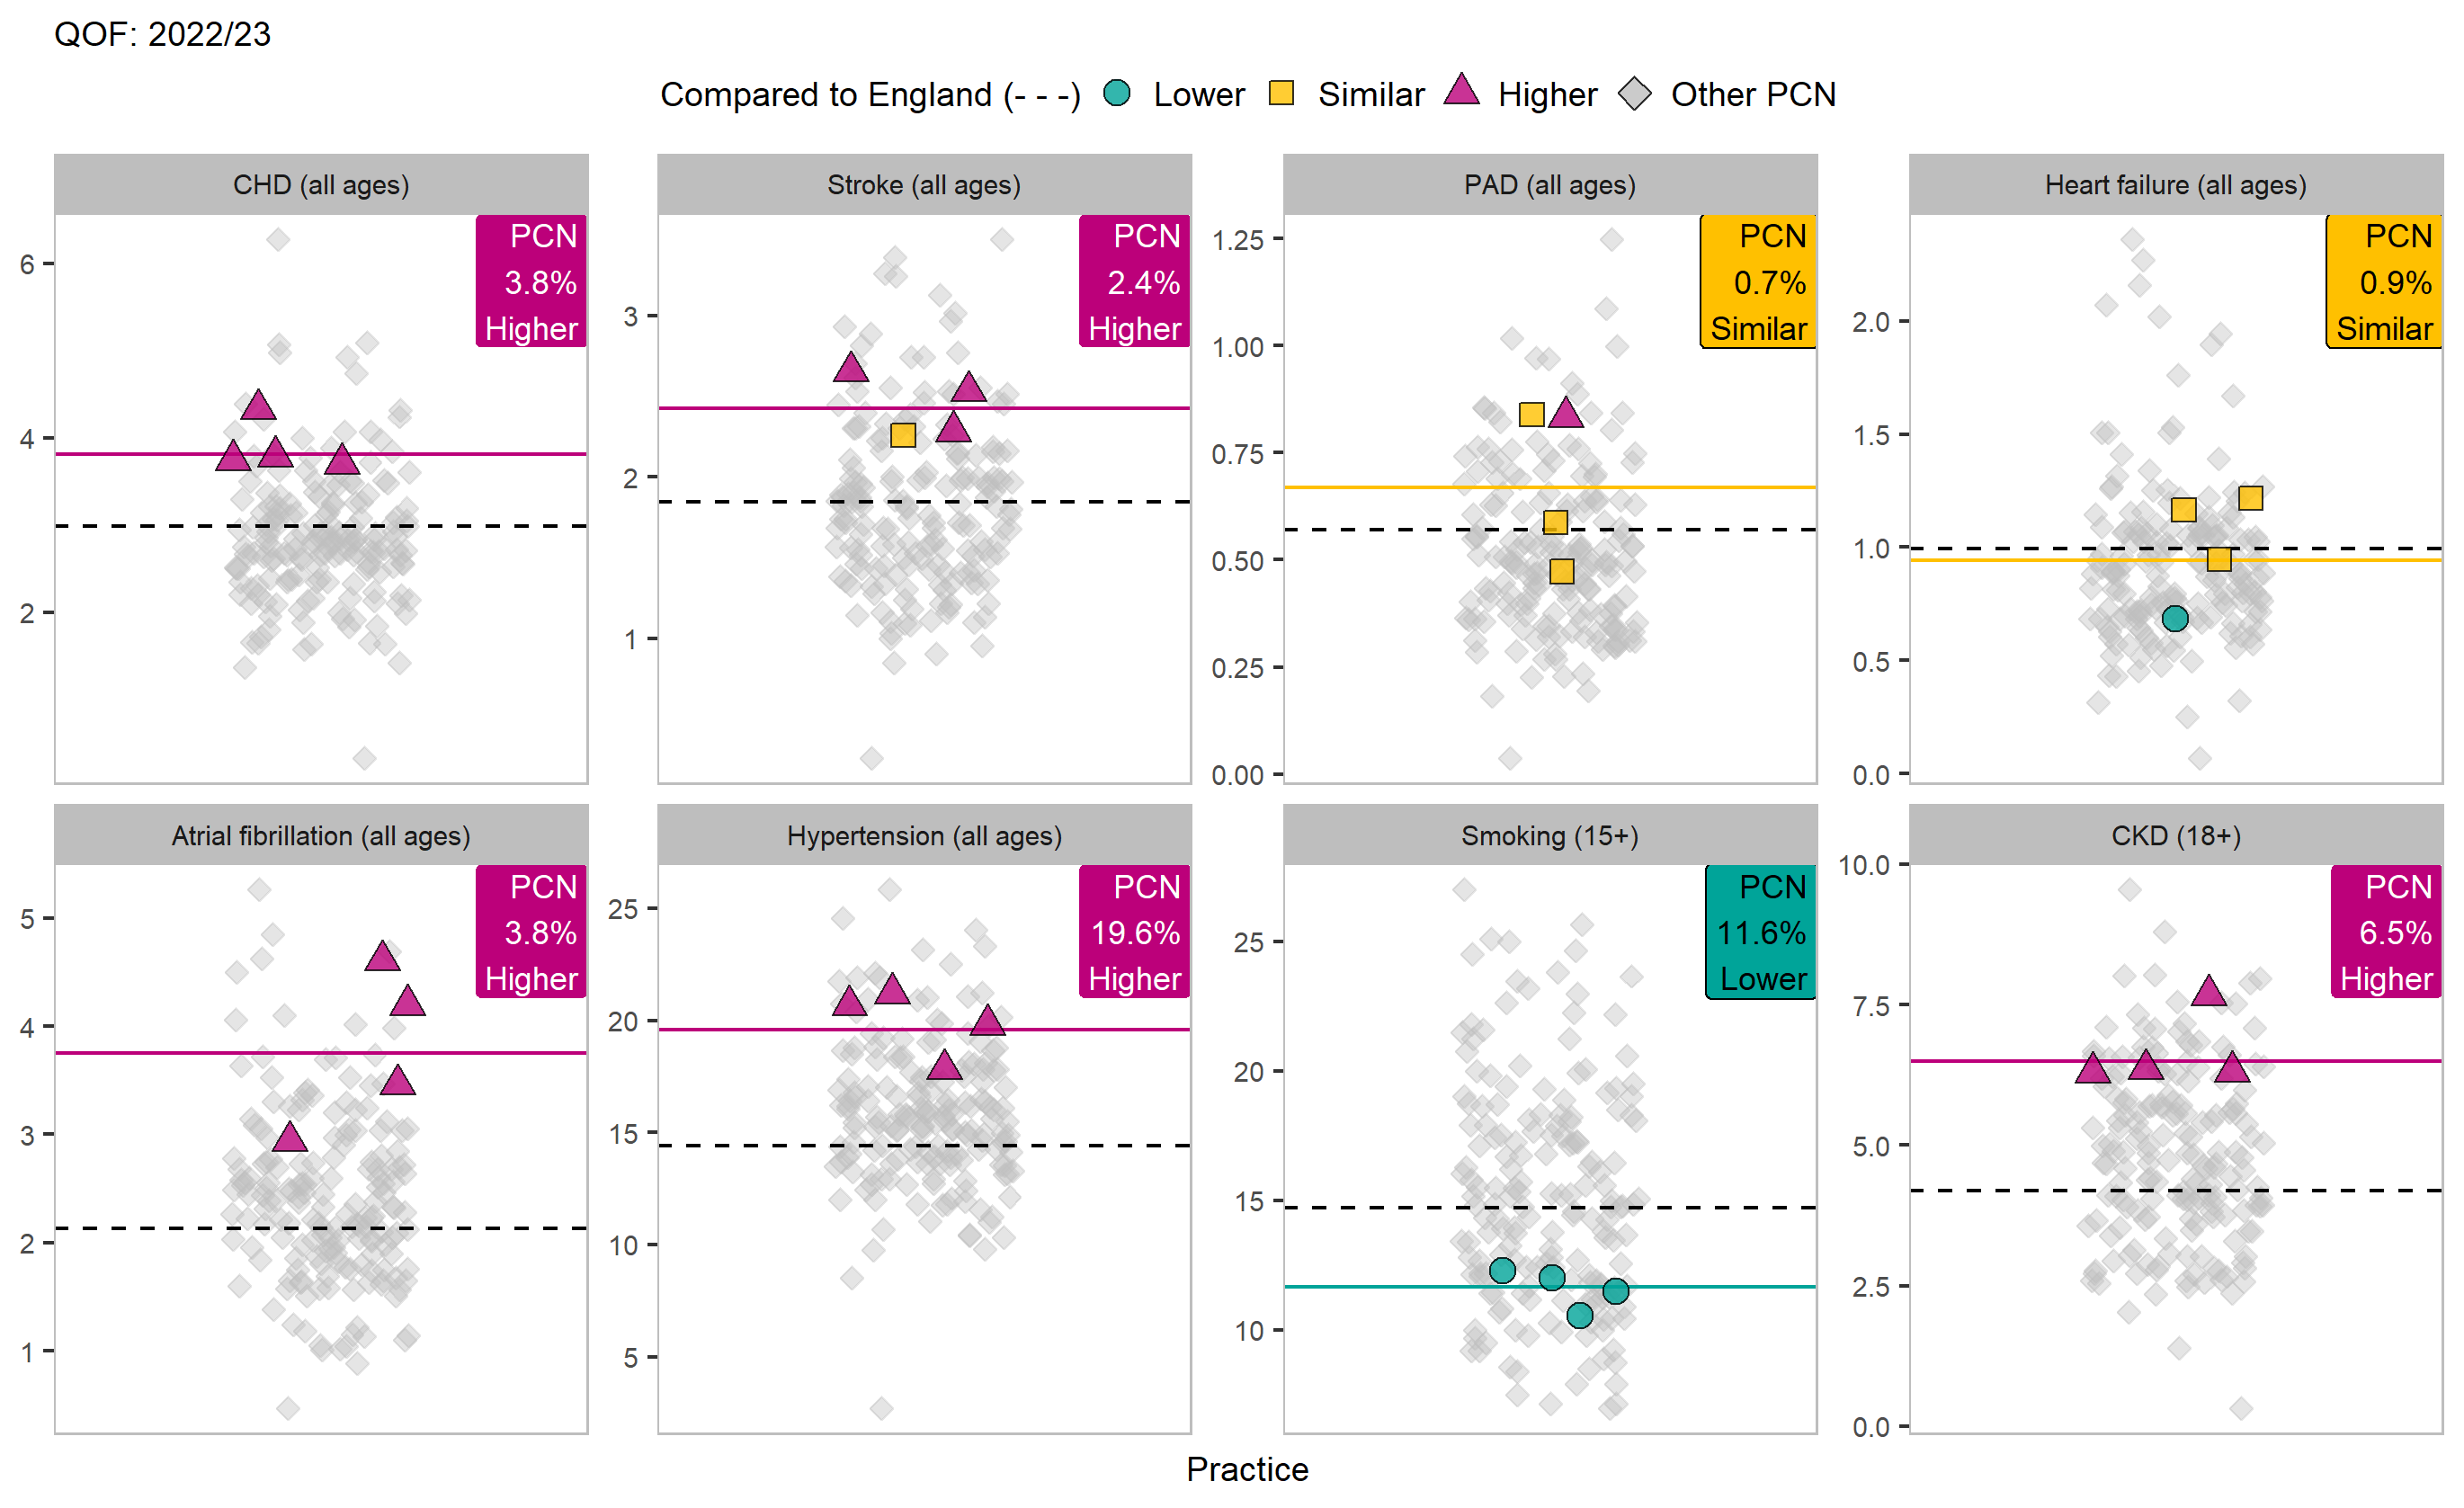 QOF: 2022/23
Compared to England (- - -) Lower Similar Higher Other PCN
CHD (all ages)
PCN
3.8%
Higher
6
4
2
Stroke (all ages)
PCN
2.4%
Higher
3
2
1
PAD (all ages)
PCN
0.7%
Similar
1.25
1.00
0.75
0.50
0.25
0.00
Heart failure (all ages)
PCN
0.9%
Similar
2.0
1.5
1.0
0.5
0.0
Atrial fibrillation (all ages)
PCN
3.8%
Higher
5
4
3
2
1
Hypertension (all ages)
PCN
19.6%
Higher
25
20
15
10
5
Smoking (15+)
PCN
11.6%
Lower
25
20
15
10
CKD (18+)
PCN
6.5%
Higher
10.0
7.5
5.0
2.5
0.0
Practice